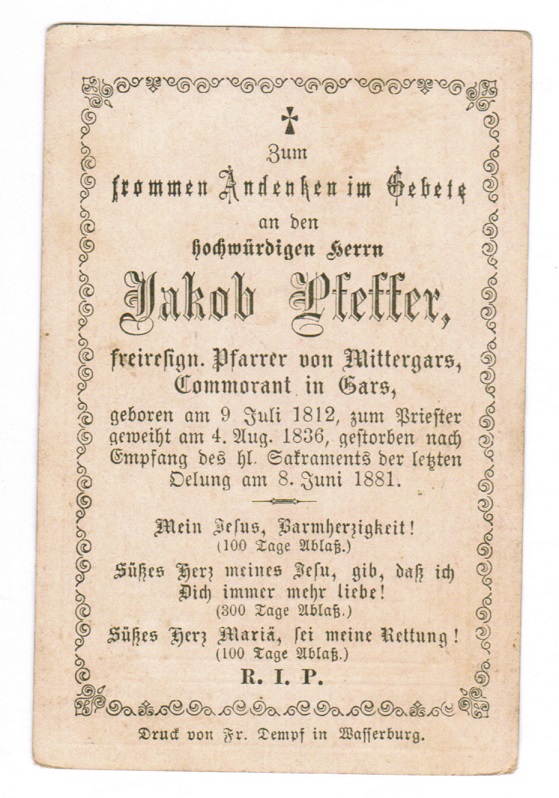 Zum
frommen Andenken im Gebete
an den
hochwürdigen Herrn
Jakob Pfeffer,
freiresign. Pfarrer von Mittergars,
Commorant in Gars,
geboren am 9 Juli 1812, zum Priester
geweiht am 4. Aug. 1836, gestorben nach
Empfang des hl. Sakraments der letzten
Oelung am 8. Juni 1881.
Mein Jesus, Barmherzigkeit!
(100 Tage Ablaß.)
Süßes Herz meines Jesu, gib, daß ich
Dich immer mehr liebe!
(300 Tage Ablaß.)
Süßes Herz Mariä, sei meine Rettung!
(100 Tage Ablaß.)
R. I. P.
Druck von Fr. Dempf in Wasserburg.